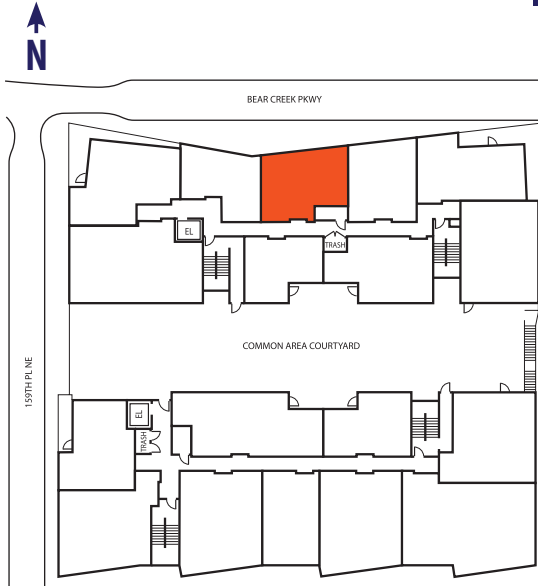 N
BEAR CREEK PKWY
EL
TRASH
COMMON AREA COURTYARD
159TH PL NE
EL
TRASH